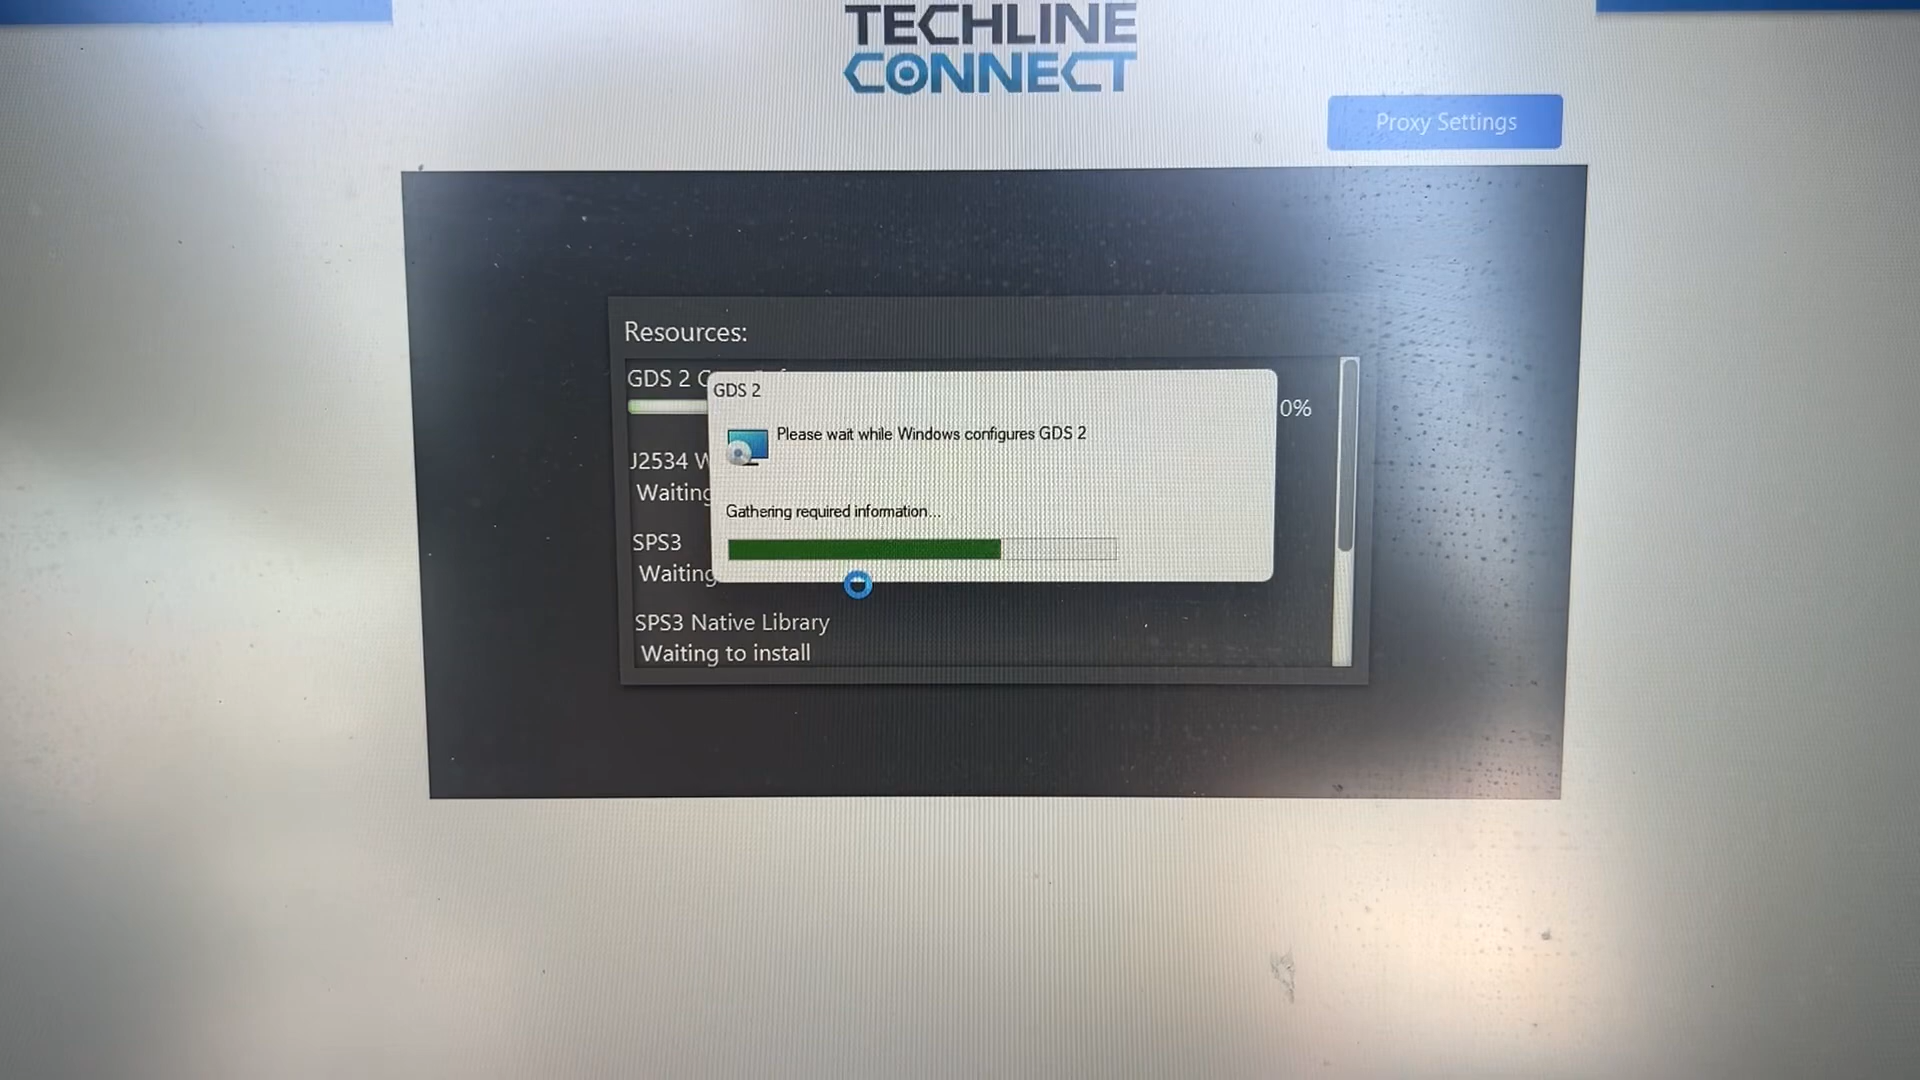 TECHLINE
CONNECT
Proxy Settings
Resources:
GDS 2
0%
GDS 2
Please wait while Windows configures GDS 2
Gathering required information...
J2534
Waiting
SPS3
Waiting
SPS3 Native Library
Waiting to install